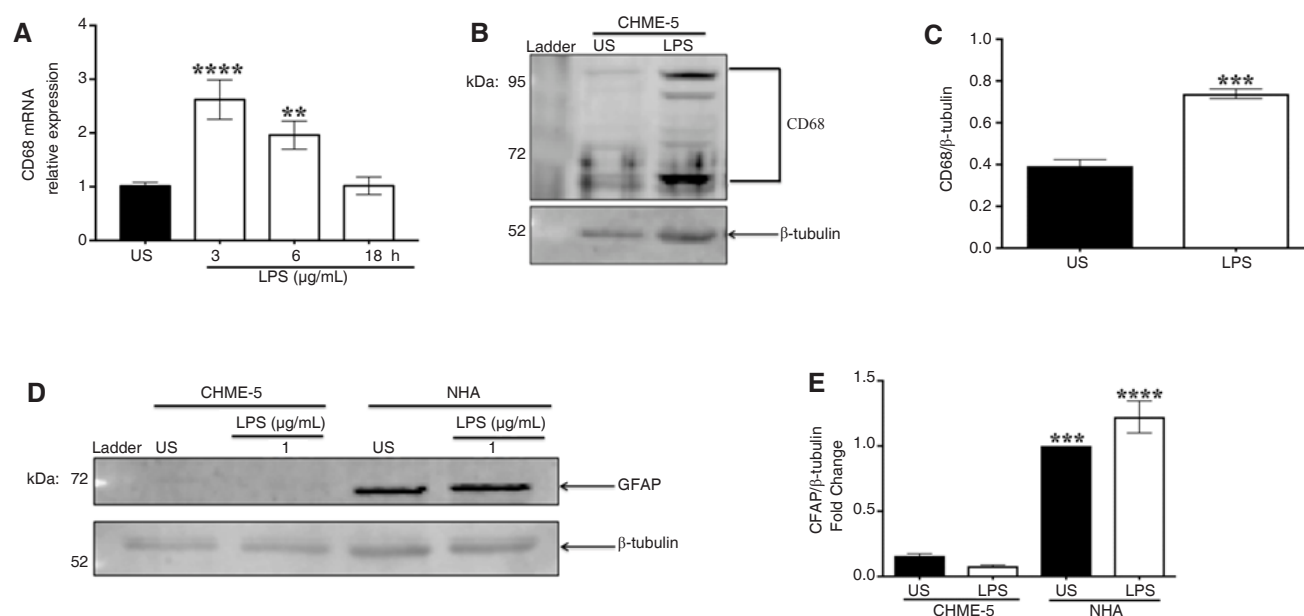 A
CD68 mRNA
relative expression
4
3
2
1
0
****
**
US
3
6
18 h
LPS (µg/mL)
B
CHME-5
Ladder
US
LPS
kDa:
95
72
52
CD68
β-tubulin
C
CD68/β-tubulin
1.0
0.8
0.6
0.4
0.2
0.0
***
US
LPS
D
CHME-5
NHA
LPS (µg/mL)
LPS (µg/mL)
Ladder
US
1
US
1
kDa:
72
52
GFAP
β-tubulin
E
CFAP/β-tubulin
Fold Change
1.5
1.0
0.5
0.0
***
****
US
LPS
US
LPS
CHME-5
NHA